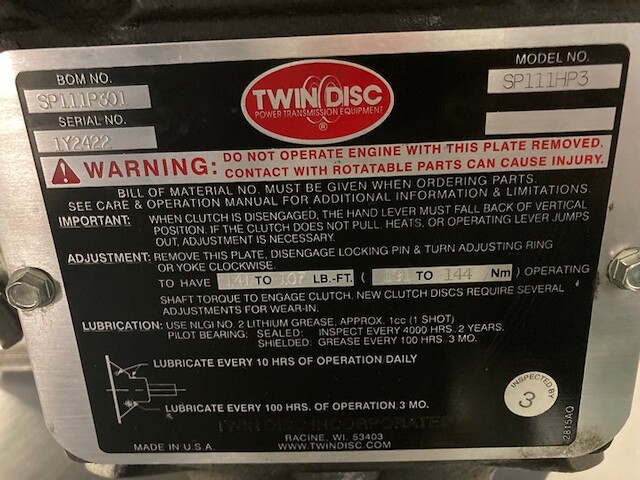 BOM NO.
SP111P301
SERIAL NO.
1Y2422
TWIN DISC
POWER TRANSMISSION EQUIPMENT
®
MODEL NO.
SP111HP3
WARNING: DO NOT OPERATE ENGINE WITH THIS PLATE REMOVED.
CONTACT WITH ROTATABLE PARTS CAN CAUSE INJURY.
BILL OF MATERIAL NO. MUST BE GIVEN WHEN ORDERING PARTS.
SEE CARE & OPERATION MANUAL FOR ADDITIONAL INFORMATION & LIMITATIONS.
IMPORTANT: WHEN CLUTCH IS DISENGAGED, THE HAND LEVER MUST FALL BACK OF VERTICAL
POSITION. IF THE CLUTCH DOES NOT PULL, HEATS, OR OPERATING LEVER JUMPS
OUT, ADJUSTMENT IS NECESSARY.
ADJUSTMENT: REMOVE THIS PLATE, DISENGAGE LOCKING PIN & TURN ADJUSTING RING
OR YOKE CLOCKWISE.
TO HAVE TO 107 LB.-FT. ( TO 144 Nm) OPERATING
SHAFT TORQUE TO ENGAGE CLUTCH. NEW CLUTCH DISCS REQUIRE SEVERAL
ADJUSTMENTS FOR WEAR-IN.
LUBRICATION: USE NLGI NO. 2 LITHIUM GREASE, APPROX. 1cc (1 SHOT)
PILOT BEARING: SEALED: INSPECT EVERY 4000 HRS. 2 YEARS.
SHIELDED: GREASE EVERY 100 HRS. 3 MO.
LUBRICATE EVERY 10 HRS OF OPERATION DAILY
LUBRICATE EVERY 100 HRS. OF OPERATION 3 MO.
INSPECTED BY
3
2815AQ
TWIN DISC INCORPORATED
RACINE, WI. 53403
MADE IN U.S.A. WWW.TWINDISC.COM